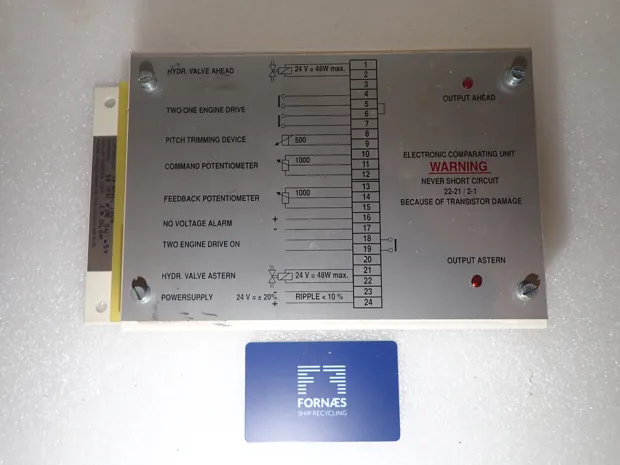 HYDR. VALVE AHEAD 24 V = 48W max. 1
2
3
TWO-ONE ENGINE DRIVE 4
5
6
7
PITCH TRIMMING DEVICE 500 8
9
COMMAND POTENTIOMETER 1000 10
11
12
FEEDBACK POTENTIOMETER 1000 13
14
15
NO VOLTAGE ALARM + 16
- 17
TWO ENGINE DRIVE ON 18
19
20
HYDR. VALVE ASTERN 24 V = 48W max. 21
22
POWERSUPPLY 24 V = ± 20% - RIPPLE < 10 % 23
+ 24
OUTPUT AHEAD
ELECTRONIC COMPARATING UNIT
WARNING
NEVER SHORT CIRCUIT
22-21 / 2-1
BECAUSE OF TRANSISTOR DAMAGE
OUTPUT ASTERN
FORNÆS
SHIP RECYCLING